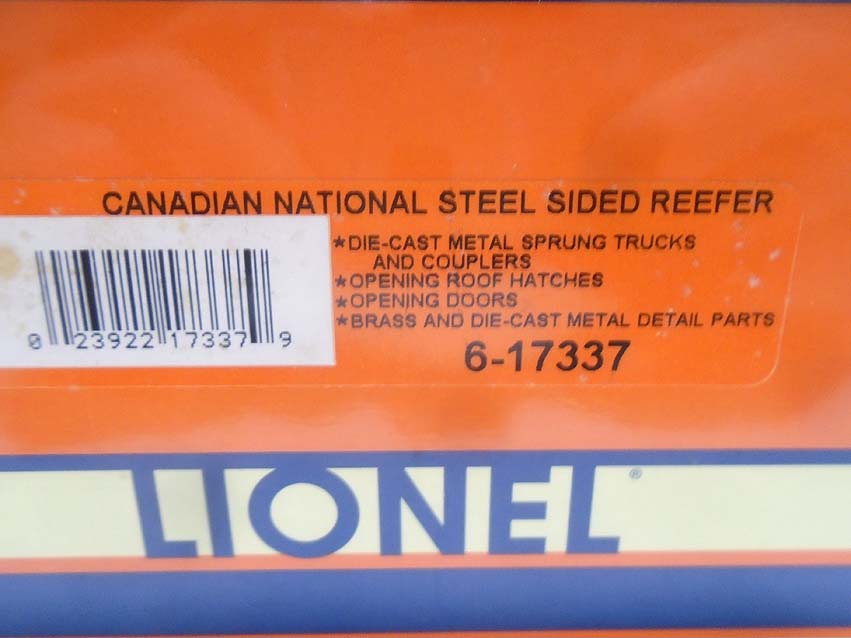 CANADIAN NATIONAL STEEL SIDED REEFER
*DIE-CAST METAL SPRUNG TRUCKS
AND COUPLERS
*OPENING ROOF HATCHES
*OPENING DOORS
*BRASS AND DIE-CAST METAL DETAIL PARTS
0 23922 17337 9
6-17337
LIONEL®